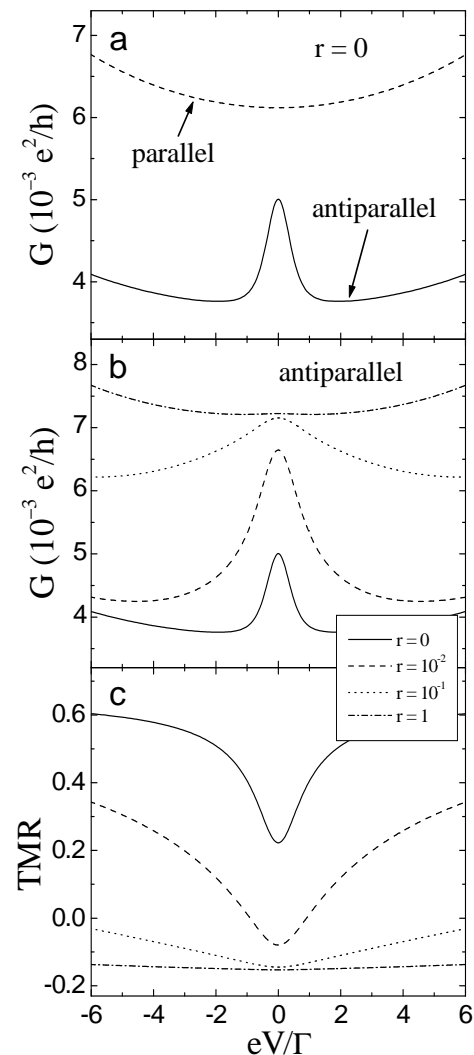 a
r = 0
parallel
antiparallel
G (10⁻³ e²/h)
7
6
5
4
b
antiparallel
G (10⁻³ e²/h)
8
7
6
5
4
r = 0
r = 10⁻²
r = 10⁻¹
r = 1
c
TMR
0.6
0.4
0.2
0.0
-0.2
-6 -4 -2 0 2 4 6
eV/Γ